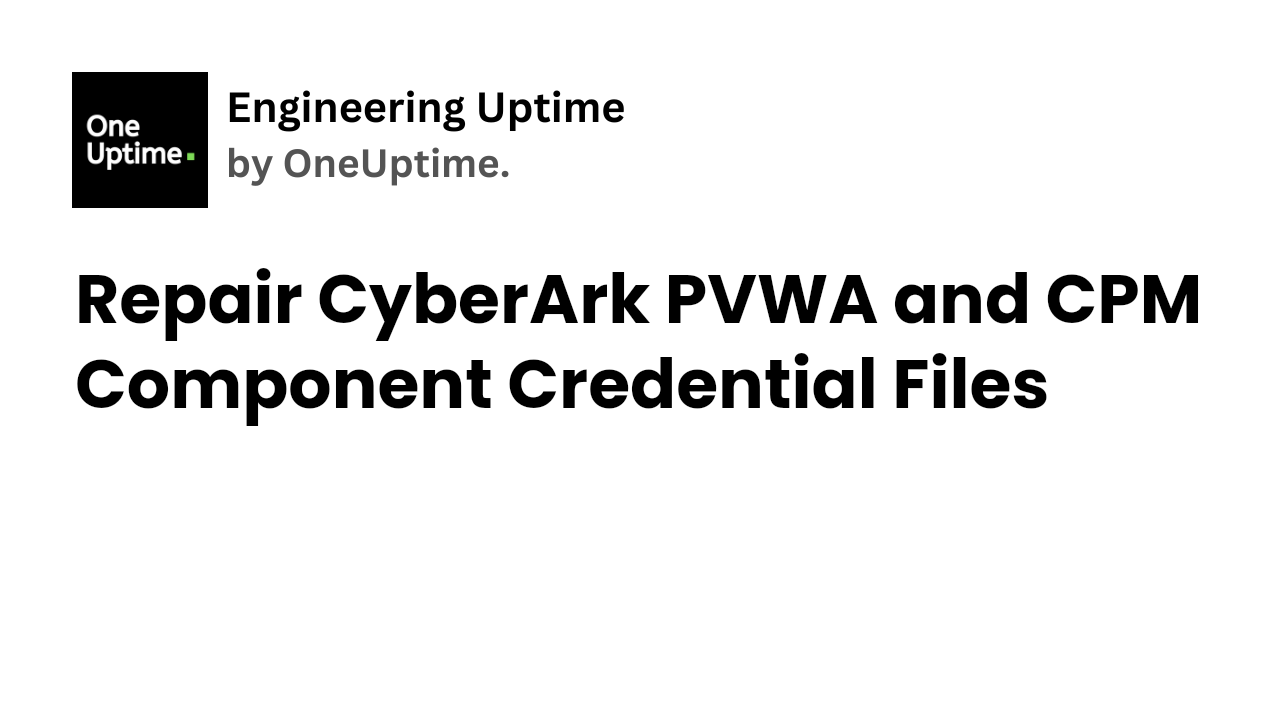 One
Uptime.
Engineering Uptime
by OneUptime.
Repair CyberArk PVWA and CPM
Component Credential Files